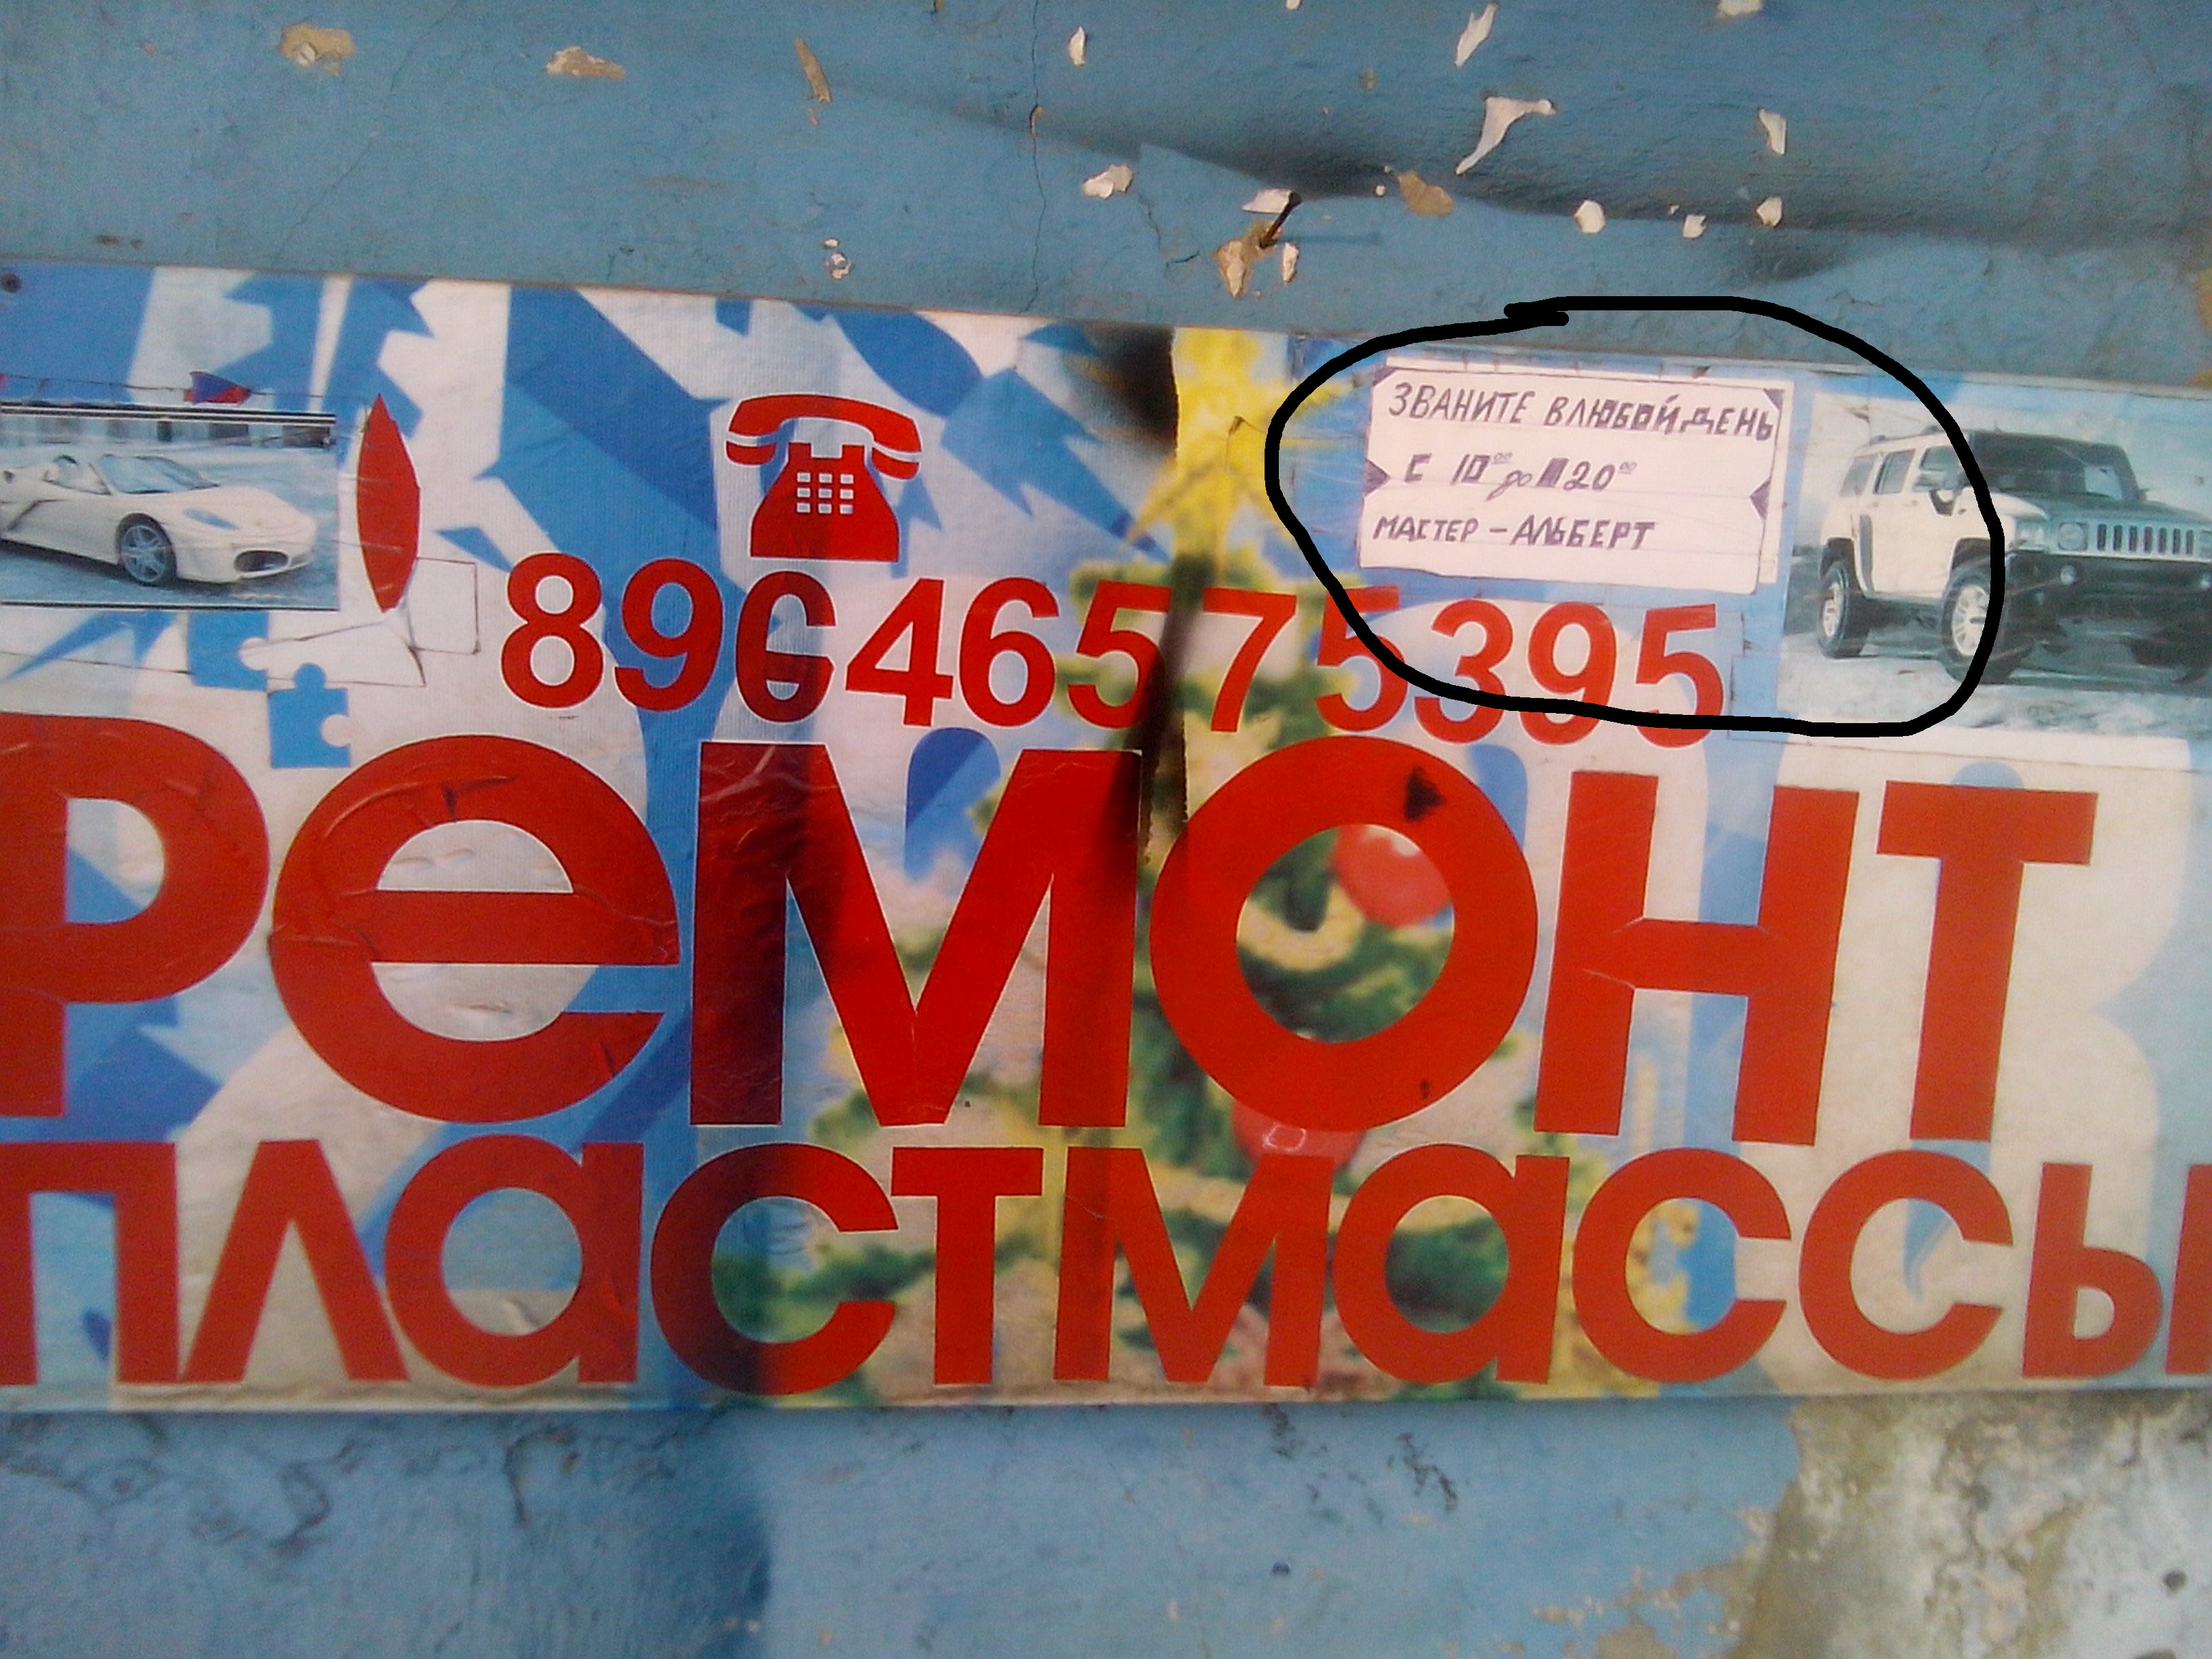 ЗВАНИТЕ В ЛЮБОЙ ДЕНЬ
С 10⁰⁰ до 20⁰⁰
МАСТЕР - АЛЬБЕРТ
89646575395
Ремонт
пластмассы